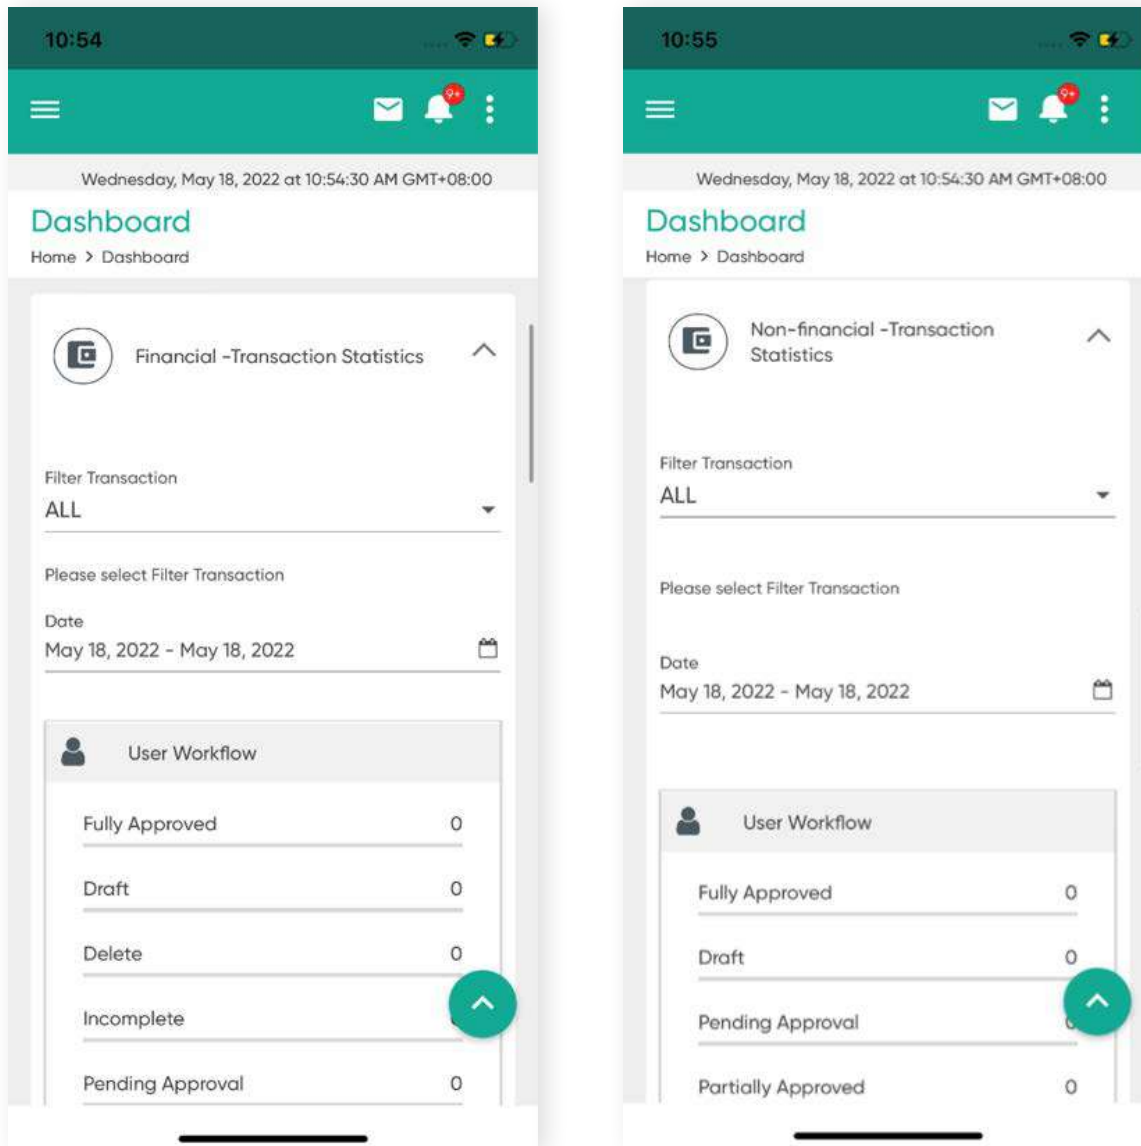 10:54
9+
Wednesday, May 18, 2022 at 10:54:30 AM GMT+08:00
Dashboard
Home > Dashboard
Financial -Transaction Statistics
Filter Transaction
ALL
Please select Filter Transaction
Date
May 18, 2022 - May 18, 2022
User Workflow
Fully Approved 0
Draft 0
Delete 0
Incomplete
Pending Approval 0
10:55
9+
Wednesday, May 18, 2022 at 10:54:30 AM GMT+08:00
Dashboard
Home > Dashboard
Non-financial -Transaction
Statistics
Filter Transaction
ALL
Please select Filter Transaction
Date
May 18, 2022 - May 18, 2022
User Workflow
Fully Approved 0
Draft 0
Pending Approval
Partially Approved 0